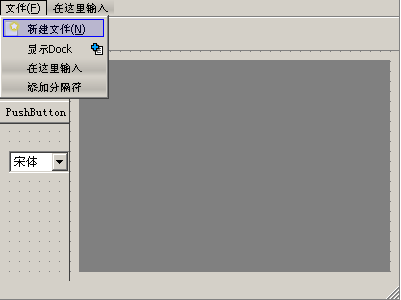 文件(F) 在这里输入
新建文件(N)
显示Dock
在这里输入
添加分隔符
PushButton
宋体